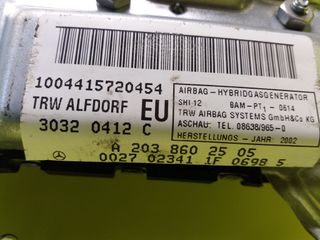 1004415720454
TRW ALFDORF EU
3032 0412 C
AIRBAG-HYBRIDGASGENERATOR
SHI 12 BAM-PT1-0614
TRW AIRBAG SYSTEMS GmbH&Co KG
ASCHAU: TEL. 08638/965-0
HERSTELLUNGS-JAHR: 2002
A 203 860 25 05
0027 02341 1F 0698 5